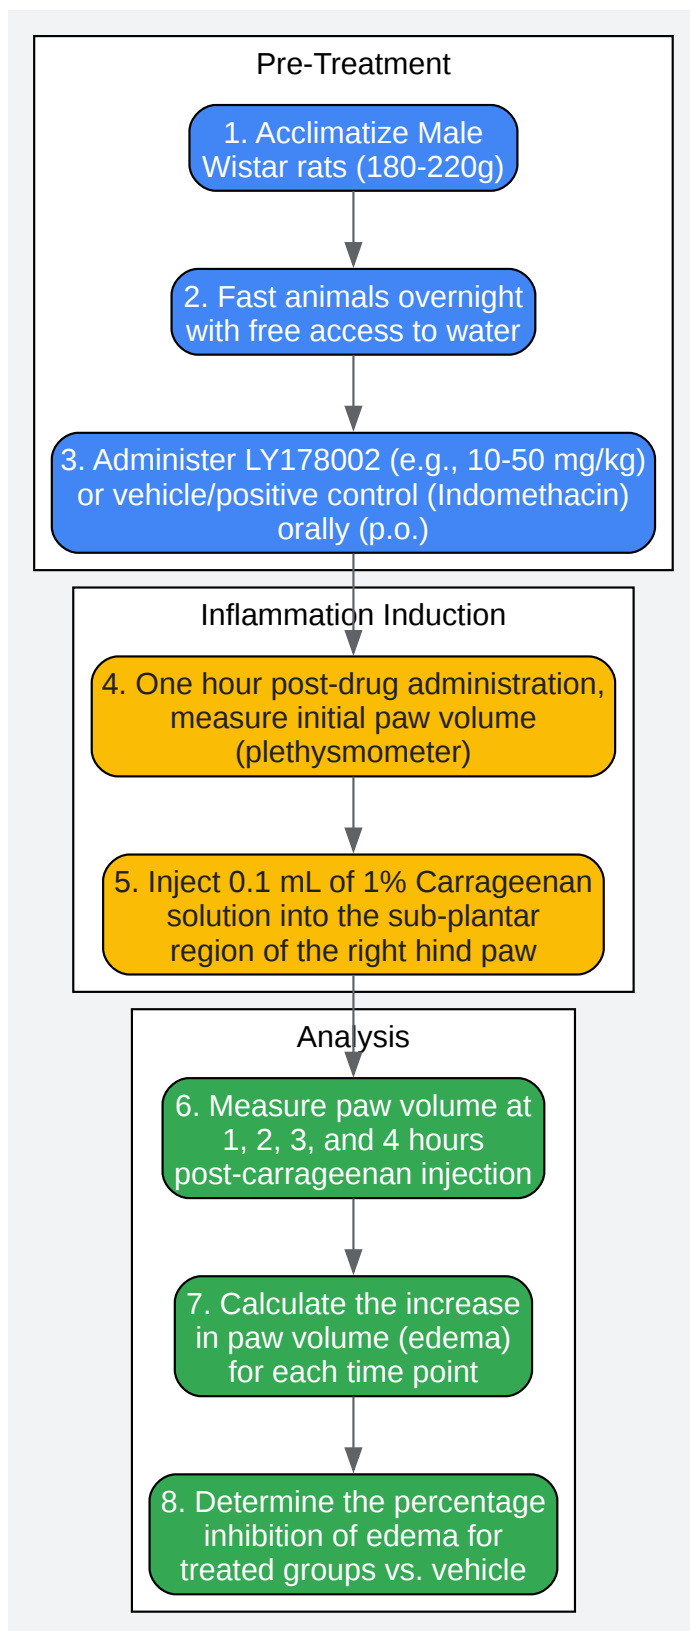 Pre-Treatment
1. Acclimatize Male
Wistar rats (180-220g)
2. Fast animals overnight
with free access to water
3. Administer LY178002 (e.g., 10-50 mg/kg)
or vehicle/positive control (Indomethacin)
orally (p.o.)
Inflammation Induction
4. One hour post-drug administration,
measure initial paw volume
(plethysmometer)
5. Inject 0.1 mL of 1% Carrageenan
solution into the sub-plantar
region of the right hind paw
Analysis
6. Measure paw volume at
1, 2, 3, and 4 hours
post-carrageenan injection
7. Calculate the increase
in paw volume (edema)
for each time point
8. Determine the percentage
inhibition of edema for
treated groups vs. vehicle